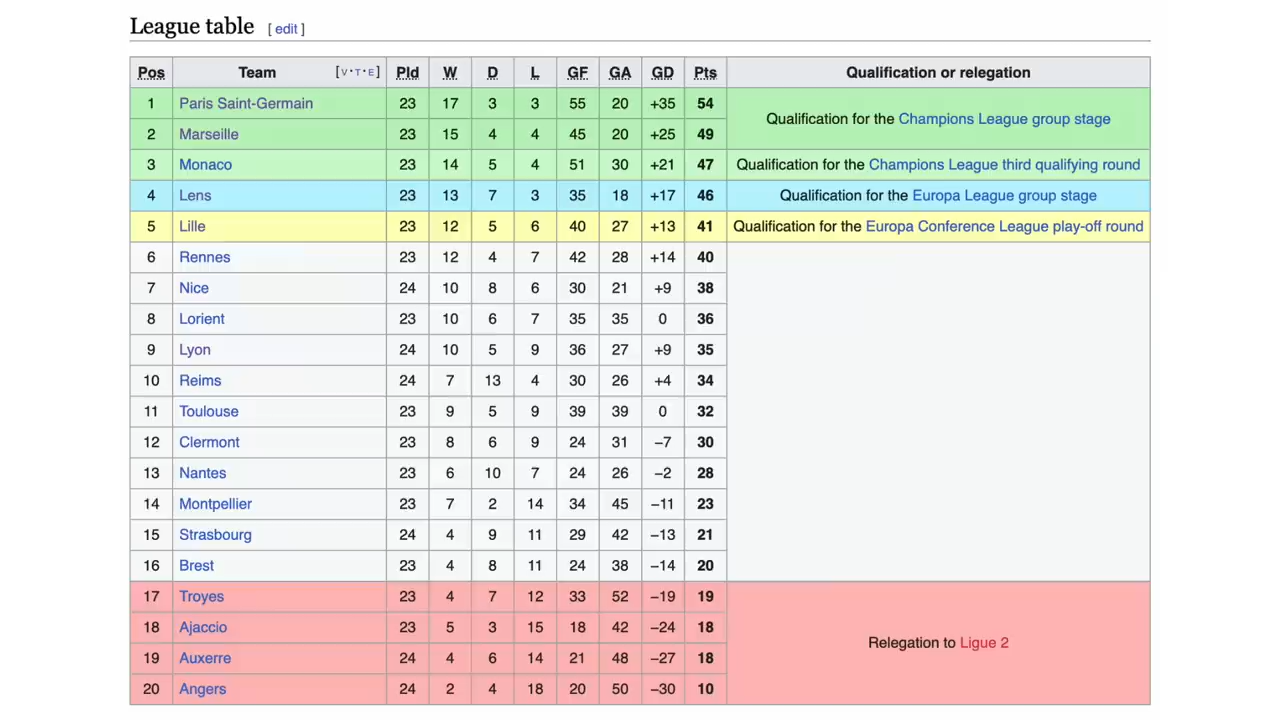 League table [ edit ]
Pos Team [V·T·E] Pld W D L GF GA GD Pts Qualification or relegation
1 Paris Saint-Germain 23 17 3 3 55 20 +35 54 Qualification for the Champions League group stage
2 Marseille 23 15 4 4 45 20 +25 49
3 Monaco 23 14 5 4 51 30 +21 47 Qualification for the Champions League third qualifying round
4 Lens 23 13 7 3 35 18 +17 46 Qualification for the Europa League group stage
5 Lille 23 12 5 6 40 27 +13 41 Qualification for the Europa Conference League play-off round
6 Rennes 23 12 4 7 42 28 +14 40
7 Nice 24 10 8 6 30 21 +9 38
8 Lorient 23 10 6 7 35 35 0 36
9 Lyon 24 10 5 9 36 27 +9 35
10 Reims 24 7 13 4 30 26 +4 34
11 Toulouse 23 9 5 9 39 39 0 32
12 Clermont 23 8 6 9 24 31 −7 30
13 Nantes 23 6 10 7 24 26 −2 28
14 Montpellier 23 7 2 14 34 45 −11 23
15 Strasbourg 24 4 9 11 29 42 −13 21
16 Brest 23 4 8 11 24 38 −14 20
17 Troyes 23 4 7 12 33 52 −19 19 Relegation to Ligue 2
18 Ajaccio 23 5 3 15 18 42 −24 18
19 Auxerre 24 4 6 14 21 48 −27 18
20 Angers 24 2 4 18 20 50 −30 10